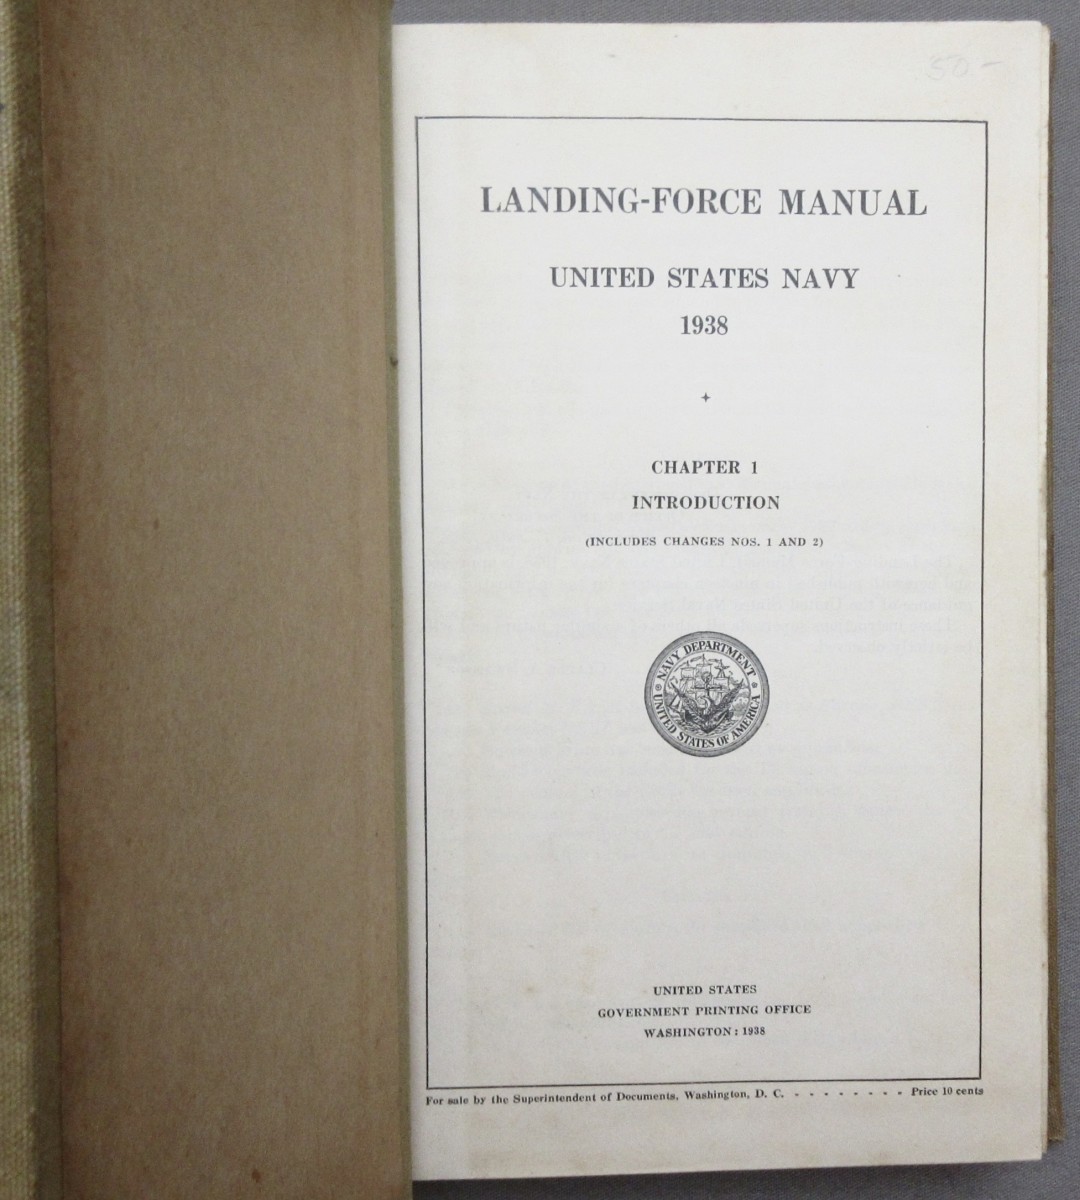 50.-
LANDING-FORCE MANUAL
UNITED STATES NAVY
1938
CHAPTER 1
INTRODUCTION
(INCLUDES CHANGES NOS. 1 AND 2)
NAVY DEPARTMENT
UNITED STATES OF AMERICA
UNITED STATES
GOVERNMENT PRINTING OFFICE
WASHINGTON : 1938
For sale by the Superintendent of Documents, Washington, D. C. - - - - - - - - Price 10 cents